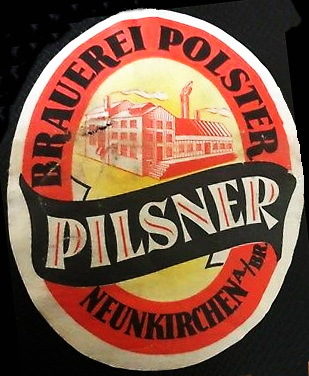 BRAUEREI POLSTER
PILSNER
NEUNKIRCHEN A/BR.